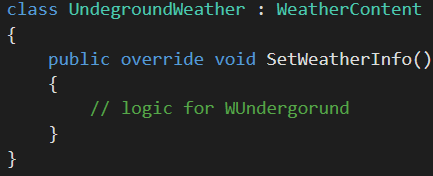 class UndegroundWeather : WeatherContent
{
public override void SetWeatherInfo()
{
// logic for WUndergorund
}
}